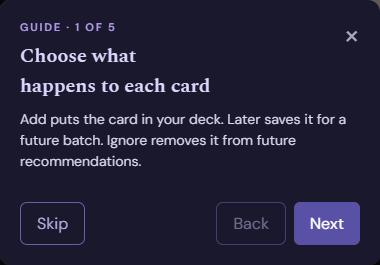 GUIDE · 1 OF 5
Choose what
happens to each card
Add puts the card in your deck. Later saves it for a
future batch. Ignore removes it from future
recommendations.
Skip
Back
Next